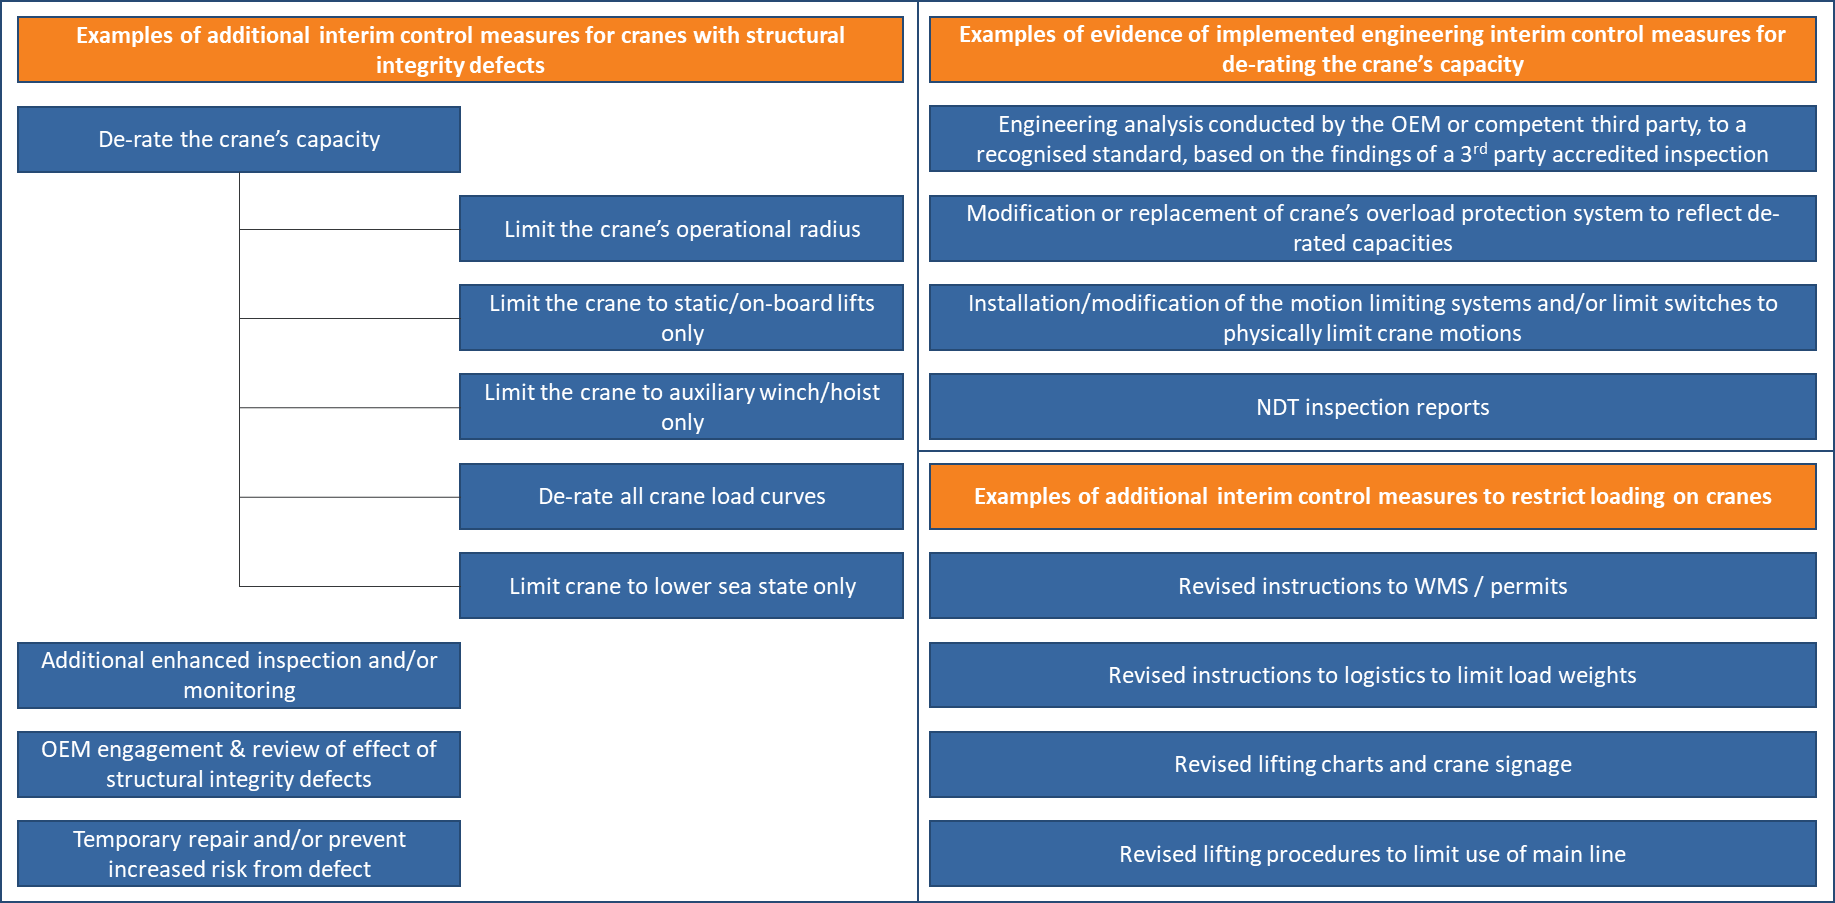 Examples of additional interim control measures for cranes with structural
integrity defects
De-rate the crane's capacity
Limit the crane's operational radius
Limit the crane to static/on-board lifts
only
Limit the crane to auxiliary winch/hoist
only
De-rate all crane load curves
Limit crane to lower sea state only
Additional enhanced inspection and/or
monitoring
OEM engagement & review of effect of
structural integrity defects
Temporary repair and/or prevent
increased risk from defect
Examples of evidence of implemented engineering interim control measures for
de-rating the crane's capacity
Engineering analysis conducted by the OEM or competent third party, to a
recognised standard, based on the findings of a 3rd party accredited inspection
Modification or replacement of crane's overload protection system to reflect de-
rated capacities
Installation/modification of the motion limiting systems and/or limit switches to
physically limit crane motions
NDT inspection reports
Examples of additional interim control measures to restrict loading on cranes
Revised instructions to WMS / permits
Revised instructions to logistics to limit load weights
Revised lifting charts and crane signage
Revised lifting procedures to limit use of main line